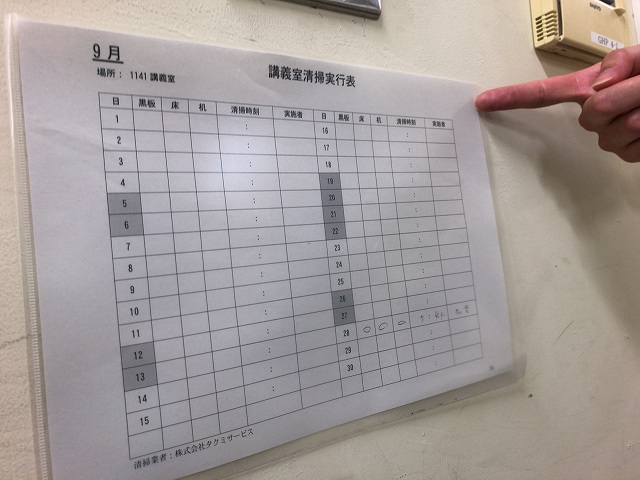 9月
場所： 1141 講義室
講義室清掃実行表
日 黒板 床 机 清掃時刻 実施者 日 黒板 床 机 清掃時刻 実施者
1 : 16 :
2 : 17 :
3 : 18 :
4 : 19 :
5 : 20 :
6 : 21 :
7 : 22 :
8 : 23 :
9 : 24 :
10 : 25 :
11 : 26 :
12 : 27 :
13 : 28 ○ ○ ○ :
14 : 29 :
15 : 30 :
清掃業者：株式会社タクミサービス